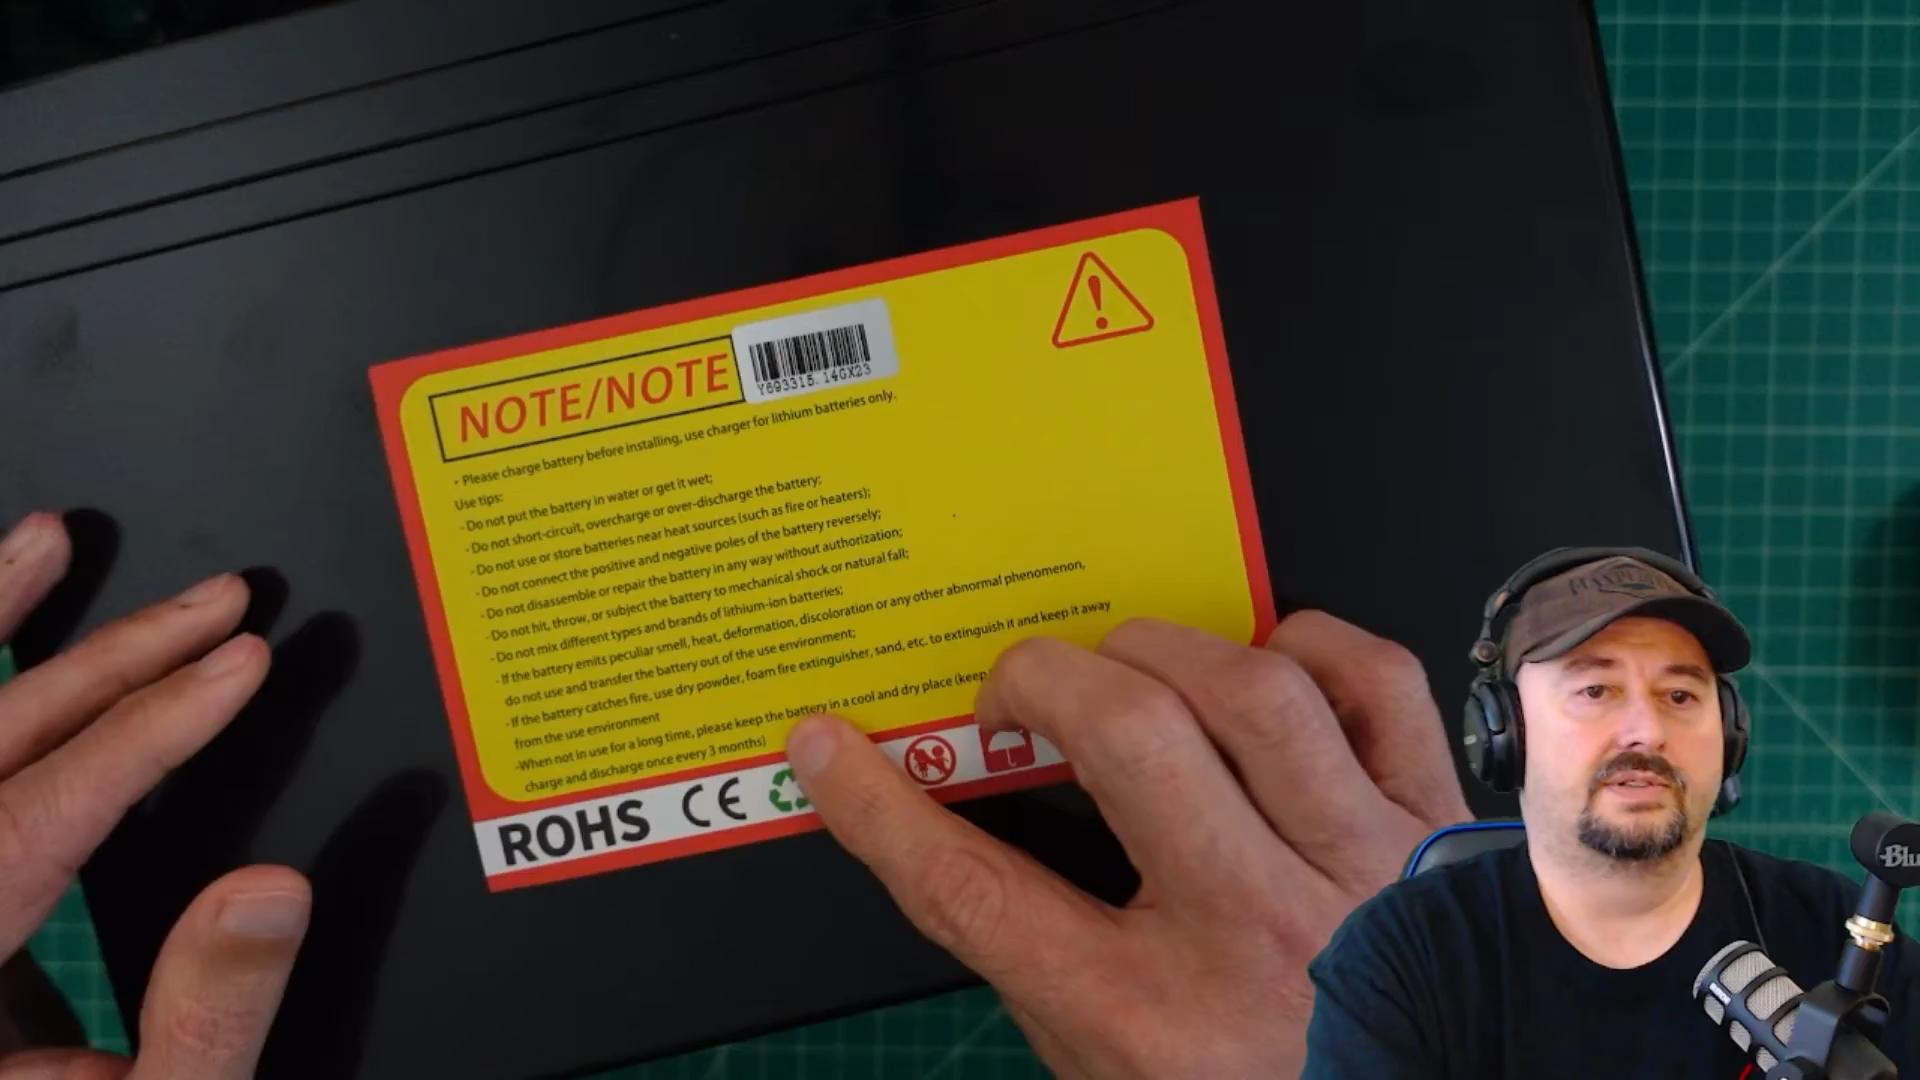 NOTE/NOTE
Y693315.14GX23
• Please charge battery before installing, use charger for lithium batteries only.
Use tips:
- Do not put the battery in water or get it wet;
- Do not short-circuit, overcharge or over-discharge the battery;
- Do not use or store batteries near heat sources (such as fire or heaters);
- Do not connect the positive and negative poles of the battery reversely;
- Do not disassemble or repair the battery in any way without authorization;
- Do not hit, throw, or subject the battery to mechanical shock or natural fall;
- Do not mix different types and brands of lithium-ion batteries;
- If the battery emits peculiar smell, heat, deformation, discoloration or any other abnormal phenomenon,
do not use and transfer the battery out of the use environment;
- If the battery catches fire, use dry powder, foam fire extinguisher, sand, etc. to extinguish it and keep it away
from the use environment
- When not in use for a long time, please keep the battery in a cool and dry place (keep
charge and discharge once every 3 months)
ROHS CE
Blu